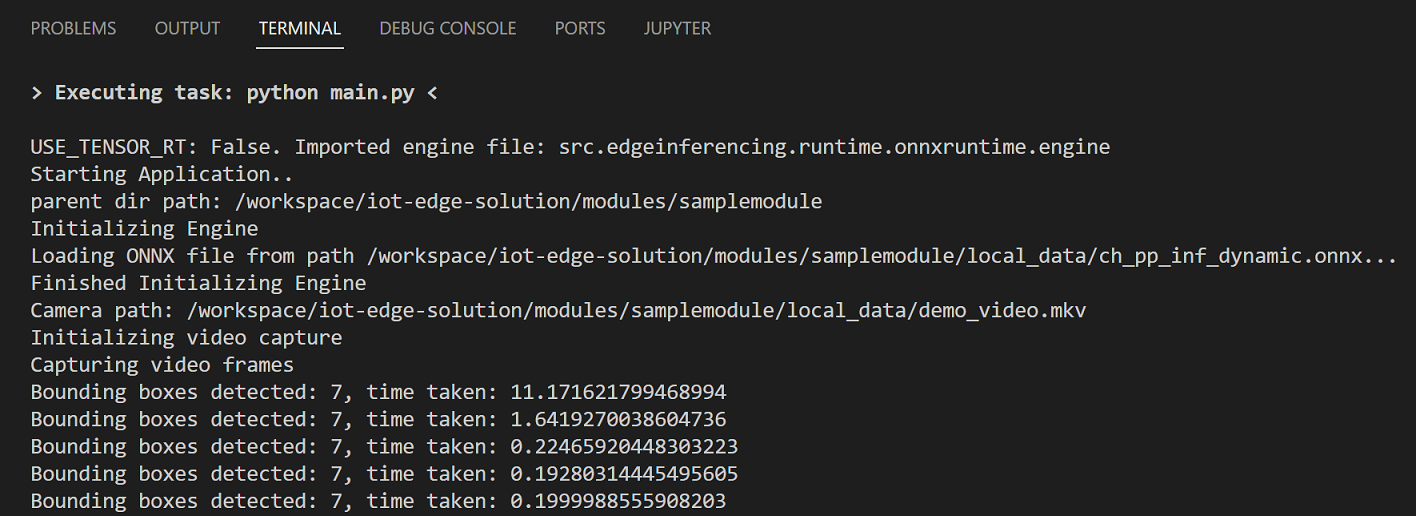 PROBLEMS OUTPUT TERMINAL DEBUG CONSOLE PORTS JUPYTER
> Executing task: python main.py <
USE_TENSOR_RT: False. Imported engine file: src.edgeinferencing.runtime.onnxruntime.engine
Starting Application..
parent dir path: /workspace/iot-edge-solution/modules/samplemodule
Initializing Engine
Loading ONNX file from path /workspace/iot-edge-solution/modules/samplemodule/local_data/ch_pp_inf_dynamic.onnx...
Finished Initializing Engine
Camera path: /workspace/iot-edge-solution/modules/samplemodule/local_data/demo_video.mkv
Initializing video capture
Capturing video frames
Bounding boxes detected: 7, time taken: 11.171621799468994
Bounding boxes detected: 7, time taken: 1.6419270038604736
Bounding boxes detected: 7, time taken: 0.22465920448303223
Bounding boxes detected: 7, time taken: 0.19280314445495605
Bounding boxes detected: 7, time taken: 0.1999988555908203